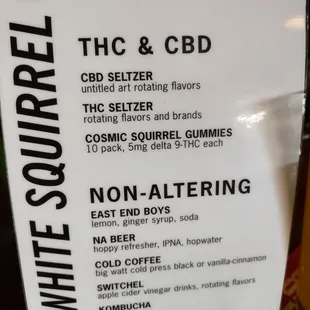 WHITE SQUIRREL
THC & CBD
CBD SELTZER
untitled art rotating flavors
THC SELTZER
rotating flavors and brands
COSMIC SQUIRREL GUMMIES
10 pack, 5mg delta 9-THC each
NON-ALTERING
EAST END BOYS
lemon, ginger syrup, soda
NA BEER
hoppy refresher, IPNA, hopwater
COLD COFFEE
big watt cold press black or vanilla-cinnamon
SWITCHEL
apple cider vinegar drinks, rotating flavors
KOMBUCHA